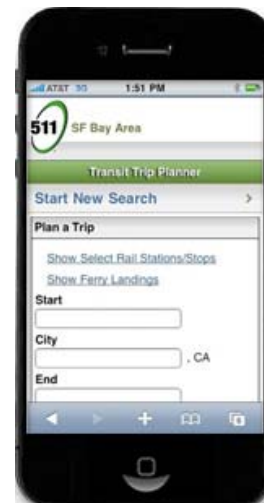 AT&T 3G 1:51 PM
511 SF Bay Area
Transit Trip Planner
Start New Search >
Plan a Trip
Show Select Rail Stations/Stops
Show Ferry Landings
Start
City
, CA
End